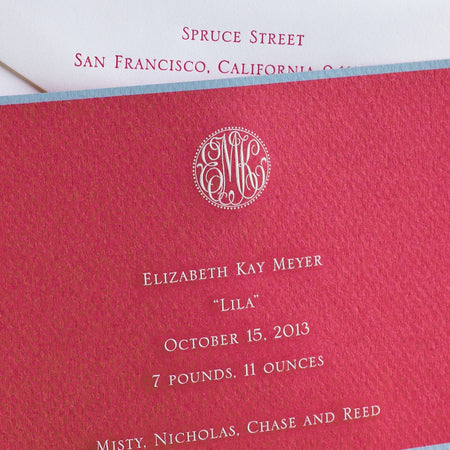 Spruce Street
San Francisco, California
EMK
Elizabeth Kay Meyer
“Lila”
October 15, 2013
7 pounds, 11 ounces
Misty, Nicholas, Chase and Reed